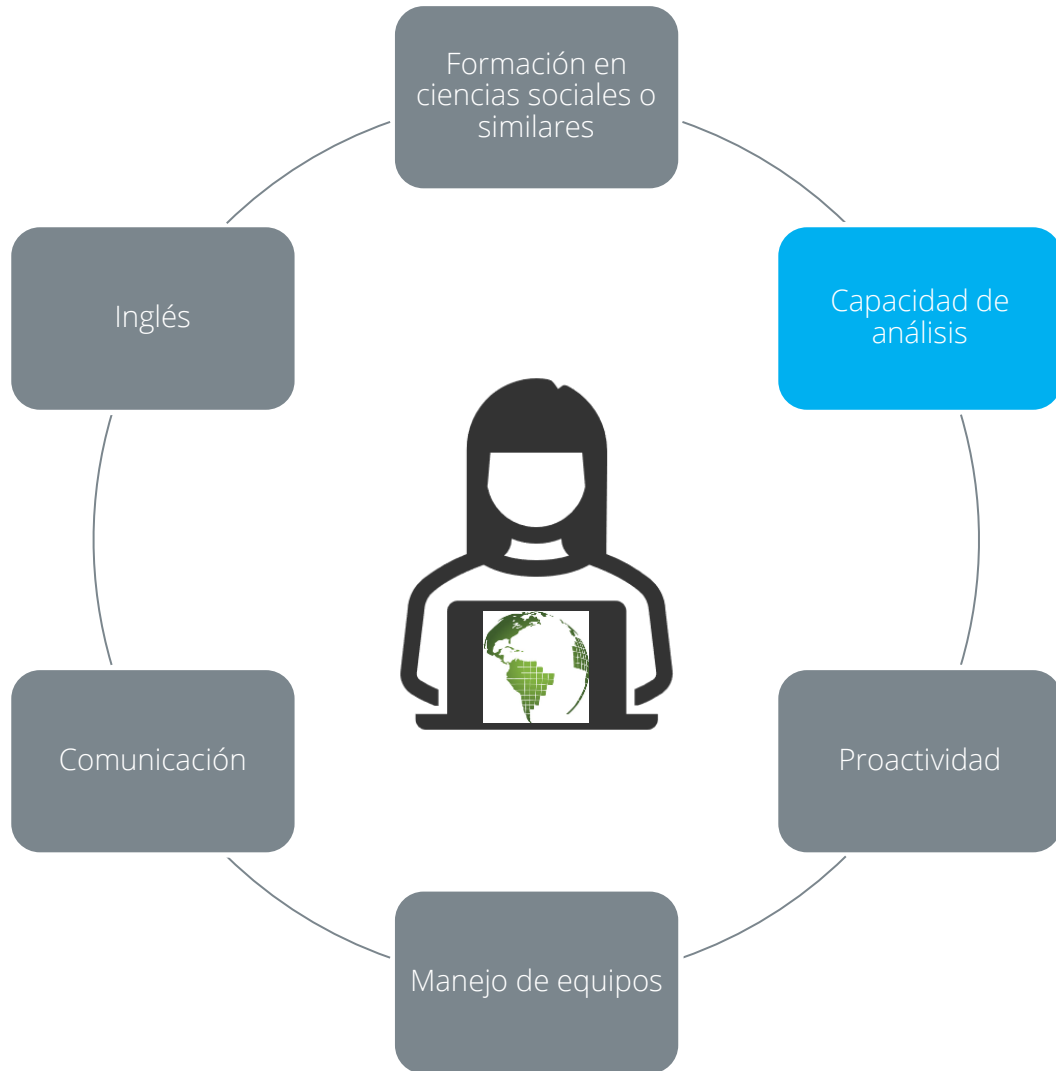 Formación en
ciencias sociales o
similares
Capacidad de
análisis
Proactividad
Manejo de equipos
Comunicación
Inglés